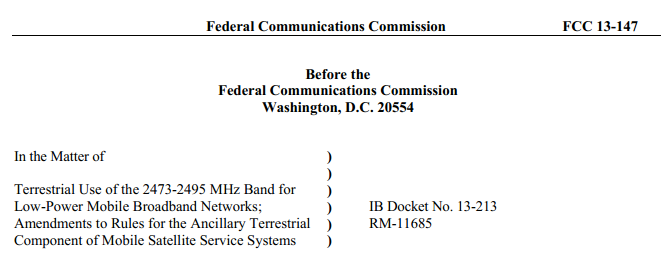 Federal Communications Commission FCC 13-147
Before the
Federal Communications Commission
Washington, D.C. 20554
In the Matter of )
)
Terrestrial Use of the 2473-2495 MHz Band for )
Low-Power Mobile Broadband Networks; ) IB Docket No. 13-213
Amendments to Rules for the Ancillary Terrestrial ) RM-11685
Component of Mobile Satellite Service Systems )